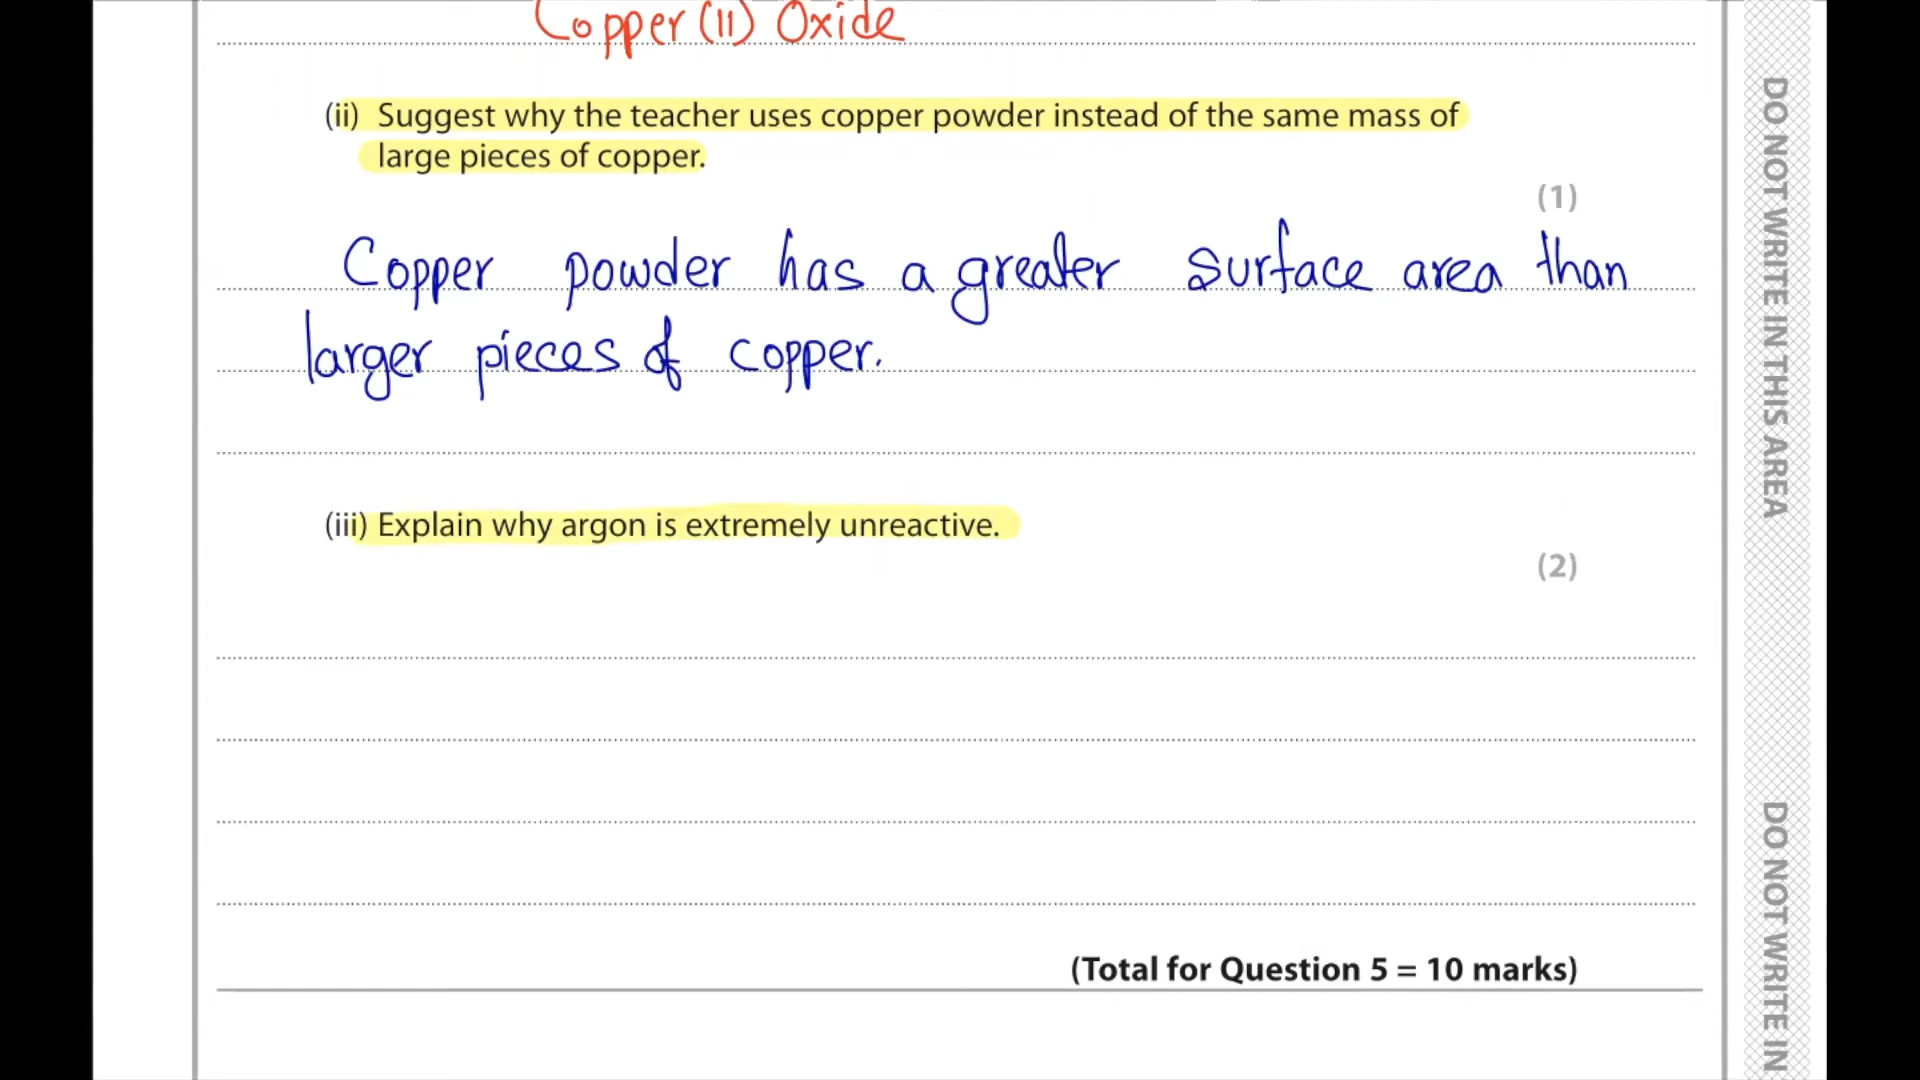 Copper (II) Oxide
(ii) Suggest why the teacher uses copper powder instead of the same mass of
large pieces of copper.
(1)
Copper powder has a greater surface area than
larger pieces of copper.
(iii) Explain why argon is extremely unreactive.
(2)
(Total for Question 5 = 10 marks)
DO NOT WRITE IN THIS AREA
DO NOT WRITE IN